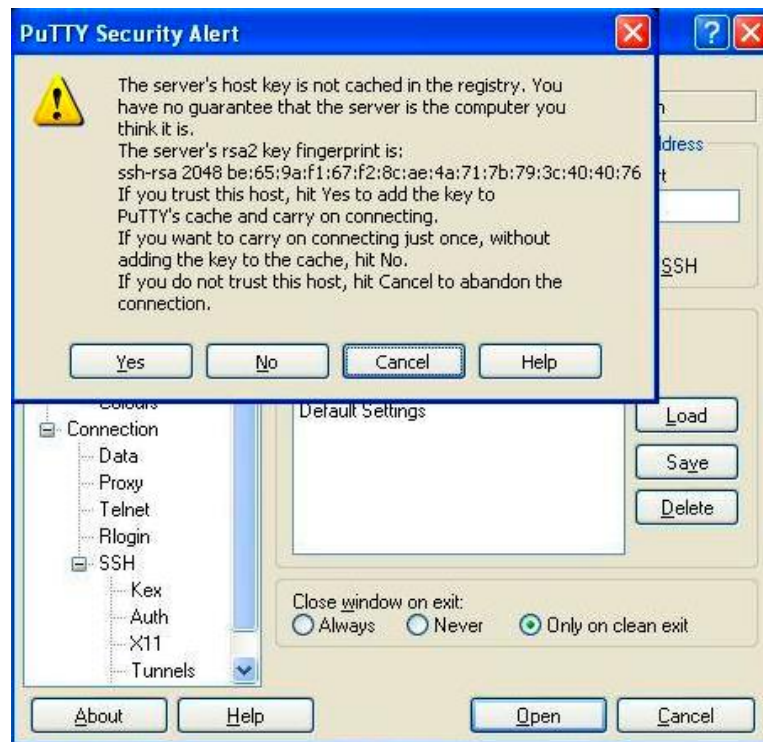 PuTTY Security Alert
The server's host key is not cached in the registry. You
have no guarantee that the server is the computer you
think it is.
The server's rsa2 key fingerprint is:
ssh-rsa 2048 be:65:9a:f1:67:f2:8c:ae:4a:71:7b:79:3c:40:40:76
If you trust this host, hit Yes to add the key to
PuTTY's cache and carry on connecting.
If you want to carry on connecting just once, without
adding the key to the cache, hit No.
If you do not trust this host, hit Cancel to abandon the
connection.
Yes No Cancel Help
SSH
Colours
Connection
Data
Proxy
Telnet
Rlogin
SSH
Kex
Auth
X11
Tunnels
Default Settings
Load
Save
Delete
Close window on exit:
Always Never Only on clean exit
About Help Open Cancel